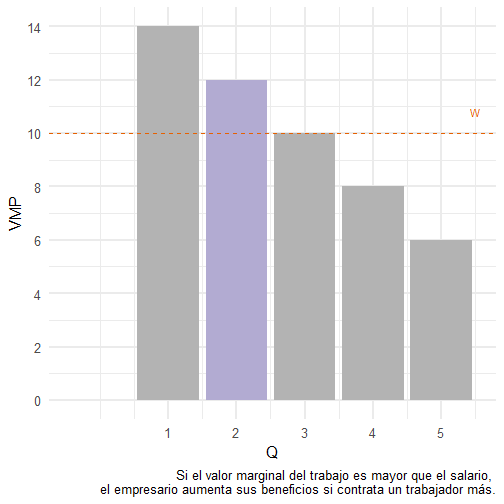 14
12
10
8
6
4
2
0
VMP
w
1 2 3 4 5
Q
Si el valor marginal del trabajo es mayor que el salario,
el empresario aumenta sus beneficios si contrata un trabajador más.